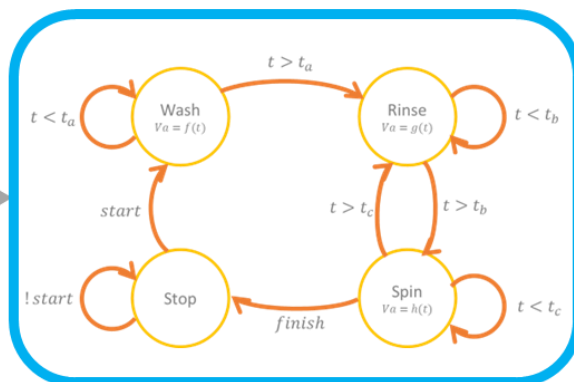 t > t_a
Wash
Va = f(t)
Rinse
Va = g(t)
t < t_a
t < t_b
start
t > t_c
t > t_b
! start
Stop
Spin
Va = h(t)
t < t_c
finish